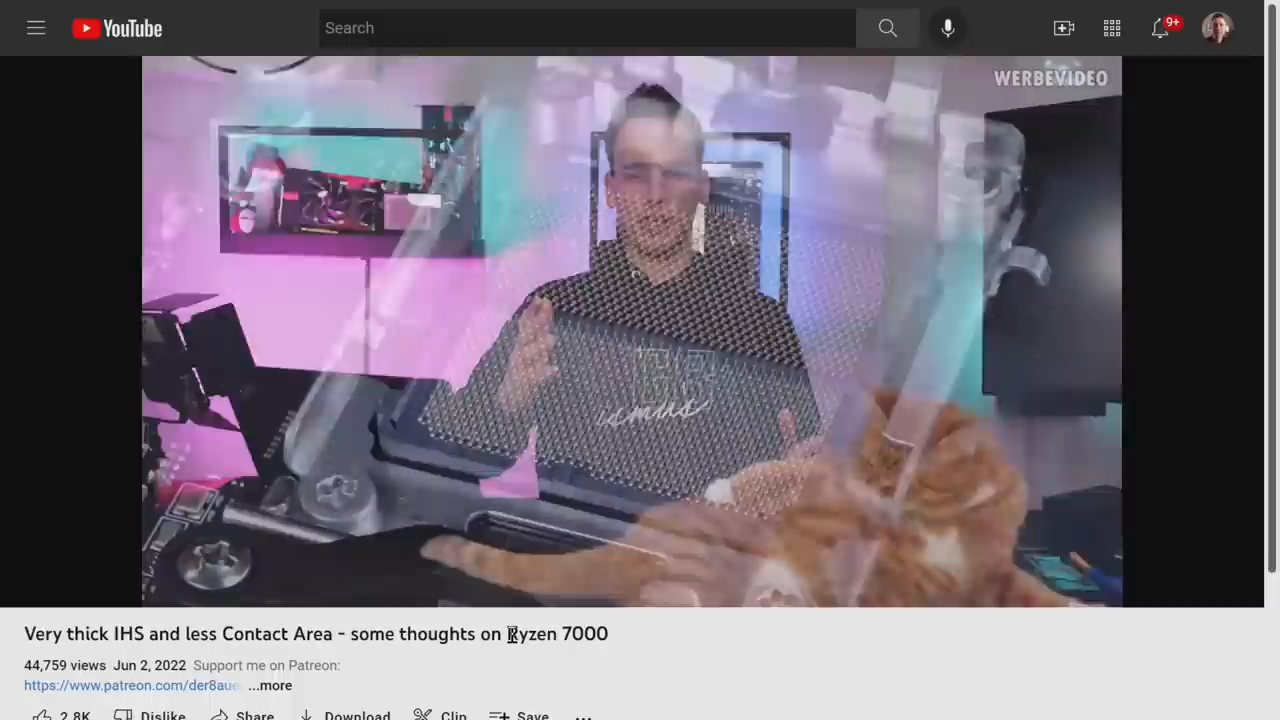 YouTube
Search
9+
WERBEVIDEO
Very thick IHS and less Contact Area - some thoughts on Ryzen 7000
44,759 views Jun 2, 2022 Support me on Patreon:
https://www.patreon.com/der8aue ...more
2.8K Dislike Share Download Clip Save ...